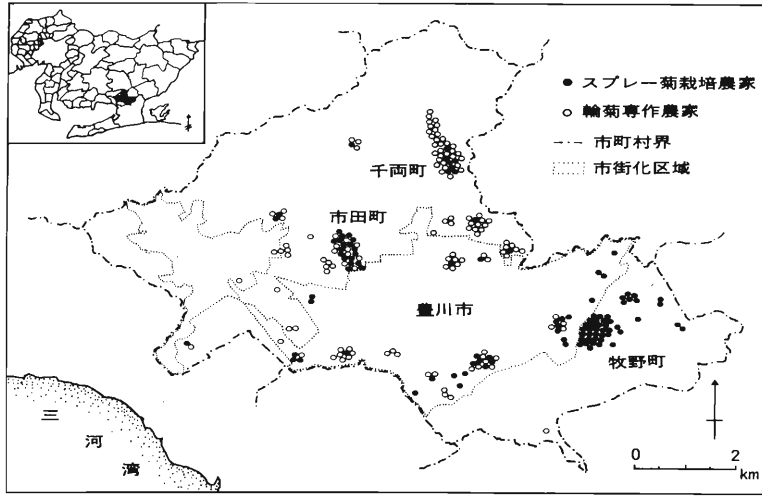 スプレー菊栽培農家
輪菊専作農家
市町村界
市街化区域
千両町
市田町
豊川市
牧野町
三河湾
0 2
km